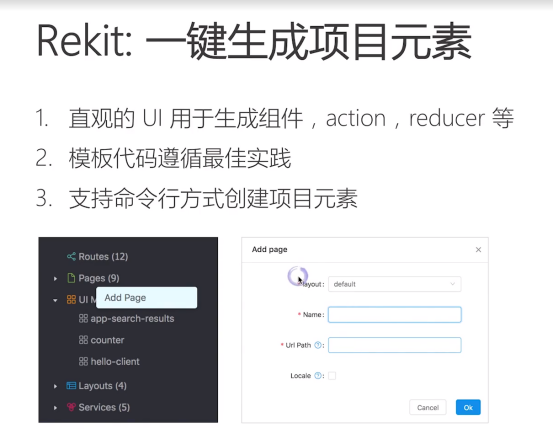 Rekit: 一键生成项目元素
1. 直观的 UI 用于生成组件，action，reducer 等
2. 模板代码遵循最佳实践
3. 支持命令行方式创建项目元素
Routes (12)
Pages (9)
UI M
Add Page
app-search-results
counter
hello-client
Layouts (4)
Services (5)
Add page
layout: default
* Name:
* Url Path ?:
Locale ?:
Cancel Ok